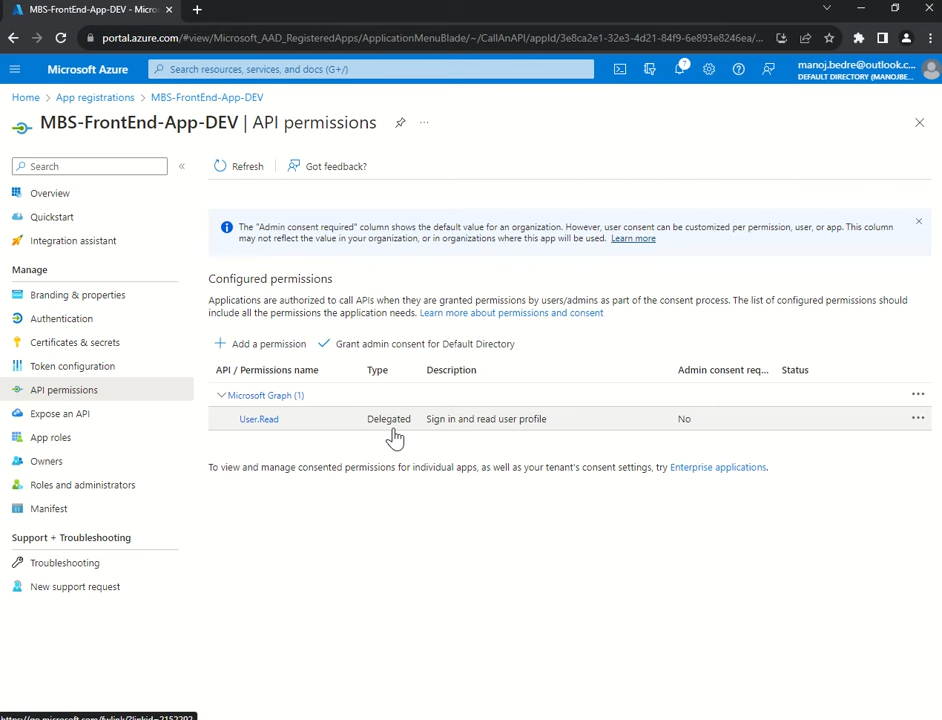 MBS-FrontEnd-App-DEV - Micros
portal.azure.com/#view/Microsoft_AAD_RegisteredApps/ApplicationMenuBlade/~/CallAnAPI/appId/3e8ca2e1-32e3-4d21-84f9-6e893e8246ea/...
Microsoft Azure
Search resources, services, and docs (G+/)
7
manoj.bedre@outlook.c...
DEFAULT DIRECTORY (MANOJBE...
Home > App registrations > MBS-FrontEnd-App-DEV
MBS-FrontEnd-App-DEV | API permissions
Search
Refresh
Got feedback?
Overview
Quickstart
Integration assistant
Manage
Branding & properties
Authentication
Certificates & secrets
Token configuration
API permissions
Expose an API
App roles
Owners
Roles and administrators
Manifest
Support + Troubleshooting
Troubleshooting
New support request
The "Admin consent required" column shows the default value for an organization. However, user consent can be customized per permission, user, or app. This column
may not reflect the value in your organization, or in organizations where this app will be used. Learn more
Configured permissions
Applications are authorized to call APIs when they are granted permissions by users/admins as part of the consent process. The list of configured permissions should
include all the permissions the application needs. Learn more about permissions and consent
Add a permission
Grant admin consent for Default Directory
API / Permissions name Type Description Admin consent req... Status
Microsoft Graph (1)
User.Read Delegated Sign in and read user profile No
To view and manage consented permissions for individual apps, as well as your tenant's consent settings, try Enterprise applications.